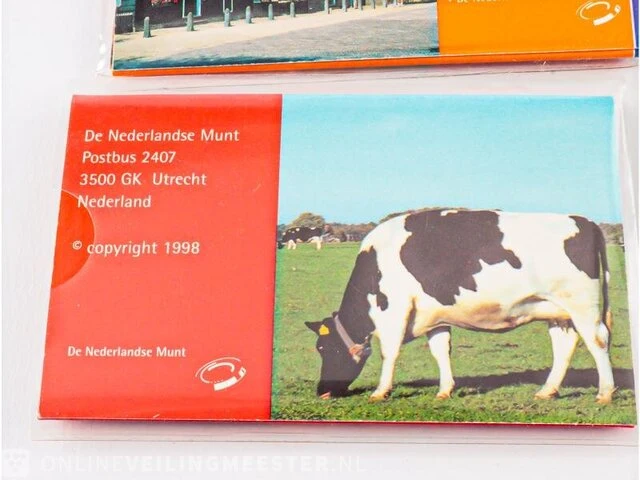 De Nederlandse Munt
Postbus 2407
3500 GK Utrecht
Nederland
© copyright 1998
De Nederlandse Munt
ONLINEVEILINGMEESTER.NL